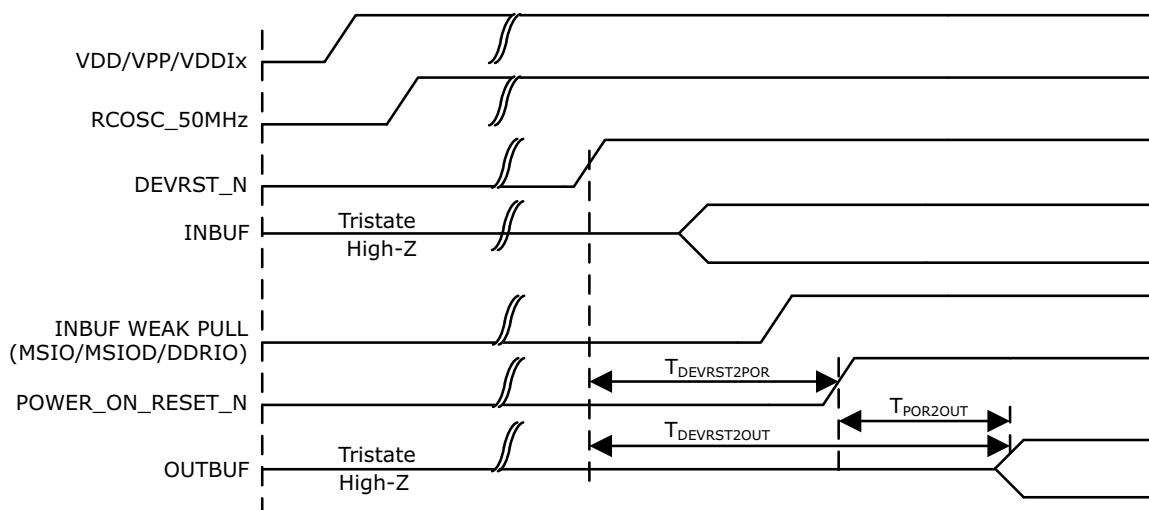 VDD/VPP/VDDIx
RCOSC_50MHz
DEVRST_N
INBUF
Tristate
High-Z
INBUF WEAK PULL
(MSIO/MSIOD/DDRIO)
TDEVRST2POR
POWER_ON_RESET_N
TPOR2OUT
TDEVRST2OUT
OUTBUF
Tristate
High-Z